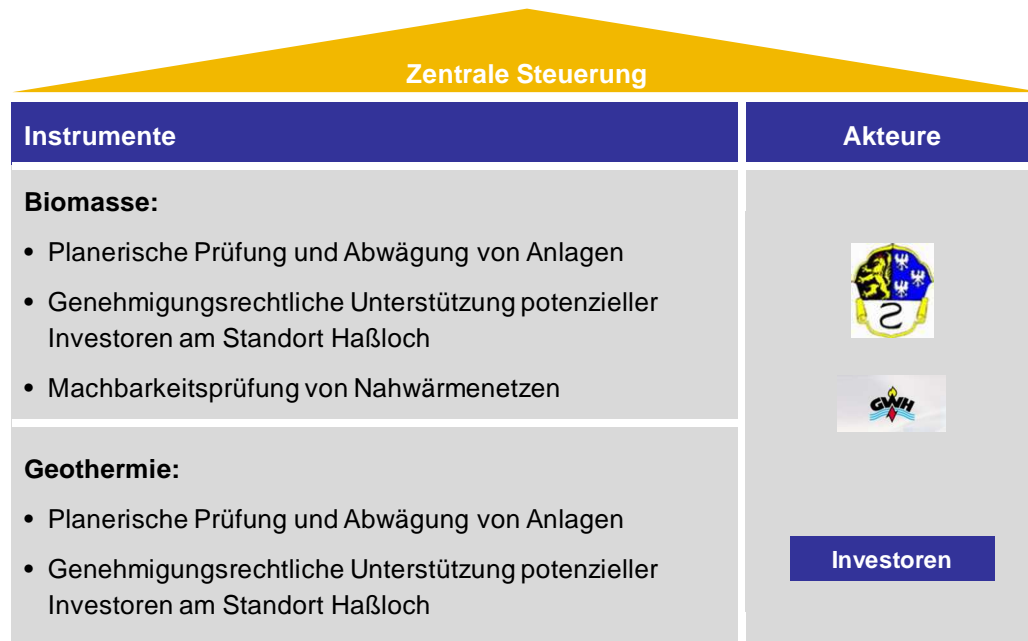 Zentrale Steuerung
Instrumente
Akteure
Biomasse:
• Planerische Prüfung und Abwägung von Anlagen
• Genehmigungsrechtliche Unterstützung potenzieller
Investoren am Standort Haßloch
• Machbarkeitsprüfung von Nahwärmenetzen
GWH
Geothermie:
• Planerische Prüfung und Abwägung von Anlagen
• Genehmigungsrechtliche Unterstützung potenzieller
Investoren am Standort Haßloch
Investoren